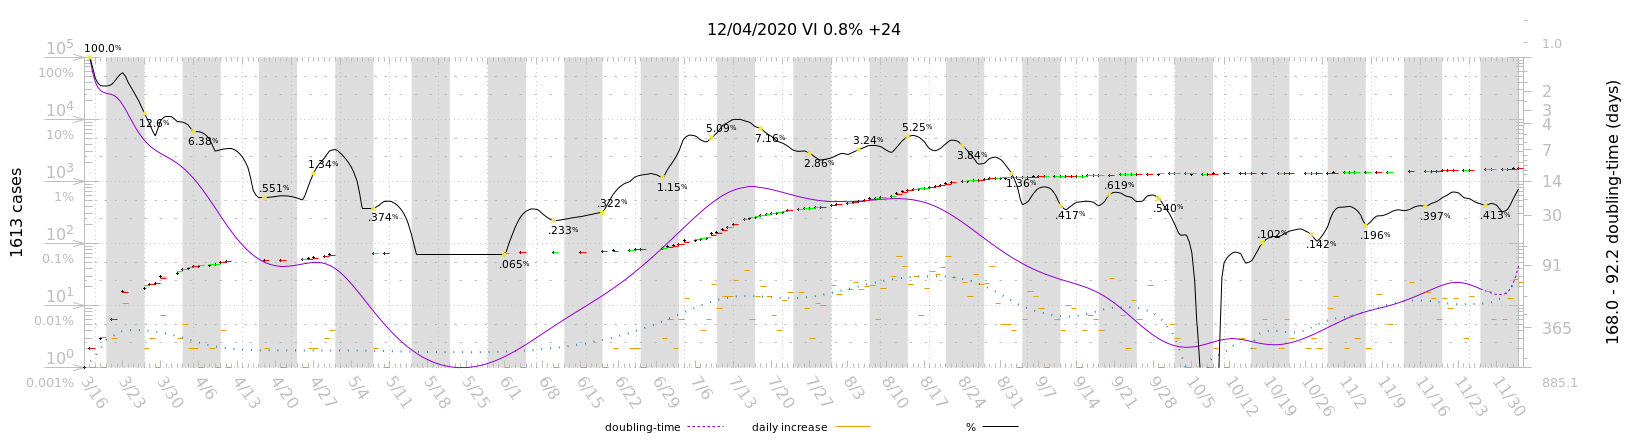 12/04/2020 VI 0.8% +24
10⁵ 100.0% 1.0
100%
2
10⁴ 3
12.6% 6.38% 5.09% 7.16% 5.25% 4
10% 3.24%
1.34% 2.86% 3.84% 7
10³ .551% 1.15% 1.36% .619% 14
1%
.374% .233% .322% .417% .540% .397% .413% 30
10² .102% .142% .196%
0.1% .065% 91
10¹
0.01% 365
10⁰
0.001% 885.1
1613 cases
168.0 - 92.2 doubling-time (days)
3/16 3/23 3/30 4/6 4/13 4/20 4/27 5/4 5/11 5/18 5/25 6/1 6/8 6/15 6/22 6/29 7/6 7/13 7/20 7/27 8/3 8/10 8/17 8/24 8/31 9/7 9/14 9/21 9/28 10/5 10/12 10/19 10/26 11/2 11/9 11/16 11/23 11/30
doubling-time daily increase %